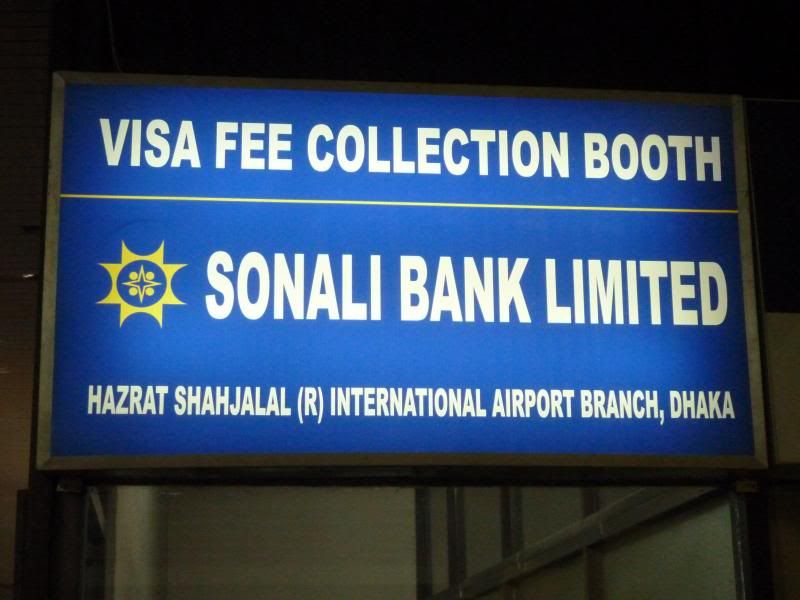 VISA FEE COLLECTION BOOTH
SONALI BANK LIMITED
HAZRAT SHAHJALAL (R) INTERNATIONAL AIRPORT BRANCH, DHAKA